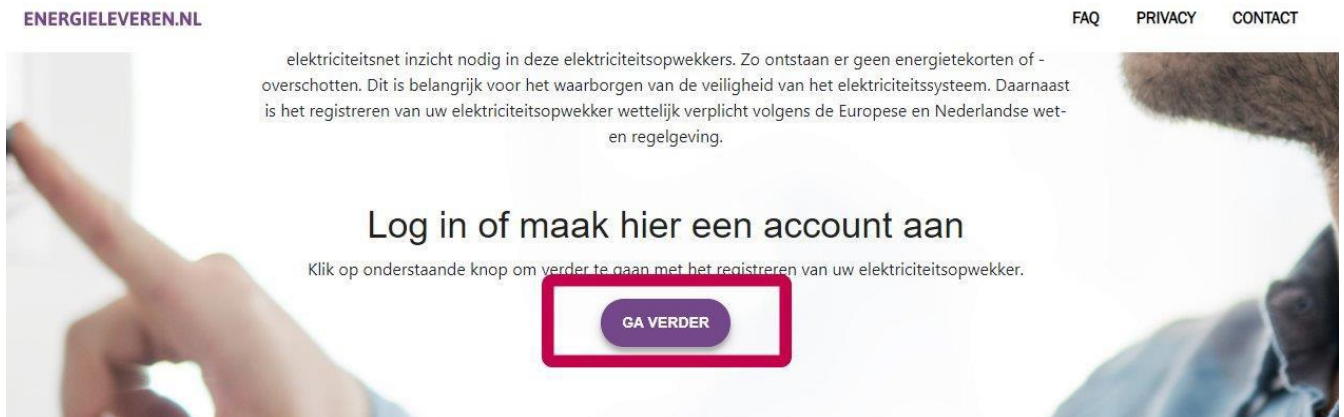 ENERGIELEVEREN.NL
FAQ PRIVACY CONTACT
elektriciteitsnet inzicht nodig in deze elektriciteitsopwekkers. Zo ontstaan er geen energietekorten of -
overschotten. Dit is belangrijk voor het waarborgen van de veiligheid van het elektriciteitssysteem. Daarnaast
is het registreren van uw elektriciteitsopwekker wettelijk verplicht volgens de Europese en Nederlandse wet-
en regelgeving.
Log in of maak hier een account aan
Klik op onderstaande knop om verder te gaan met het registreren van uw elektriciteitsopwekker.
GA VERDER